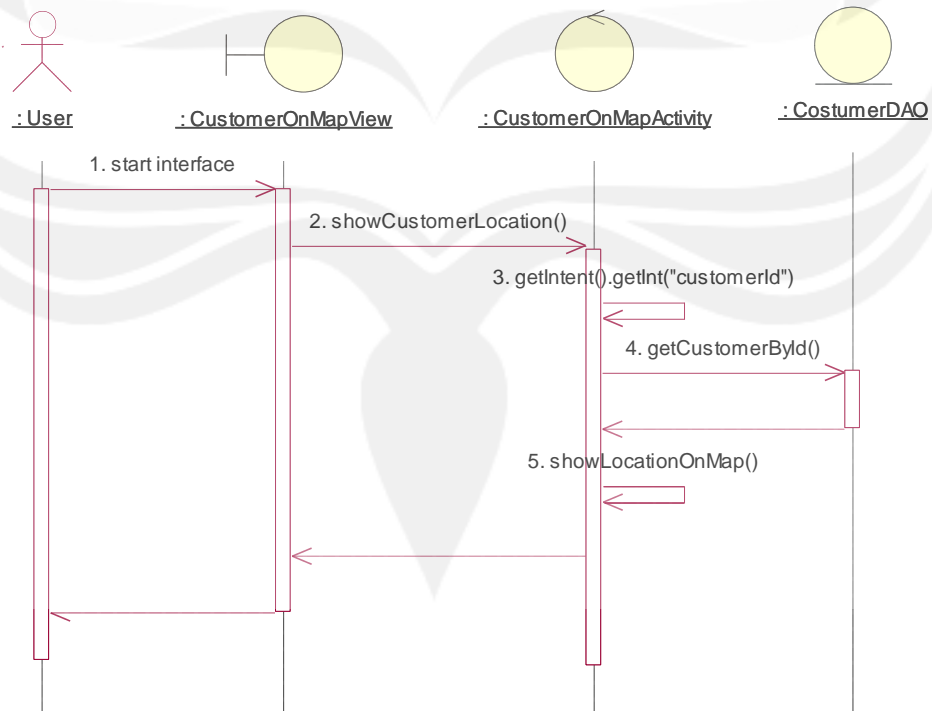 : User
: CustomerOnMapView
: CustomerOnMapActivity
: CostumerDAO
1. start interface
2. showCustomerLocation()
3. getIntent().getInt("customerId")
4. getCustomerById()
5. showLocationOnMap()